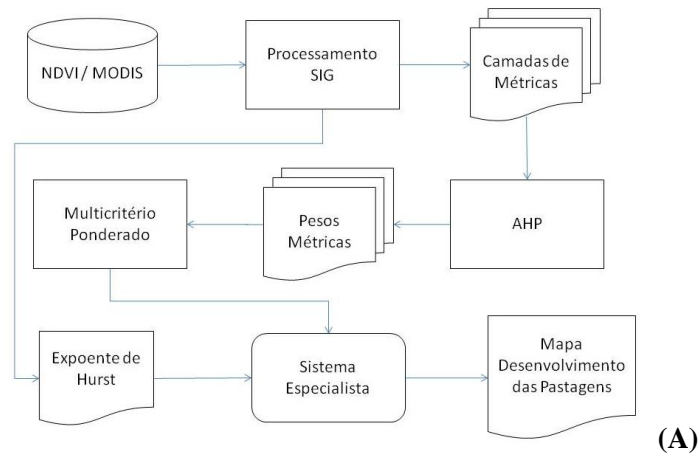 NDVI / MODIS
Processamento
SIG
Camadas de
Métricas
Multicritério
Ponderado
Pesos
Métricas
AHP
Expoente de
Hurst
Sistema
Especialista
Mapa
Desenvolvimento
das Pastagens
(A)